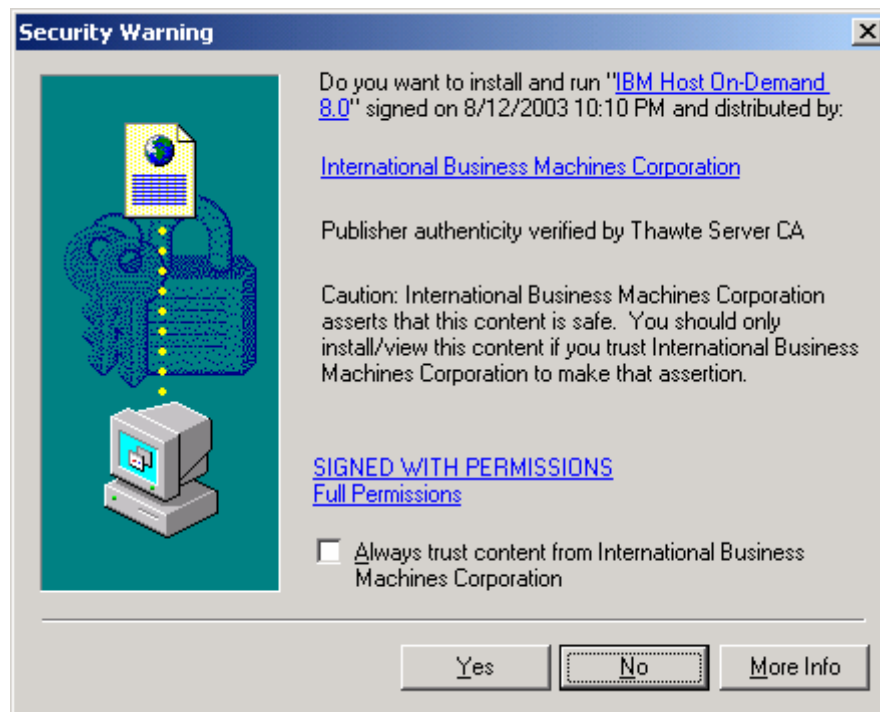 Security Warning
Do you want to install and run "IBM Host On-Demand
8.0" signed on 8/12/2003 10:10 PM and distributed by:
International Business Machines Corporation
Publisher authenticity verified by Thawte Server CA
Caution: International Business Machines Corporation
asserts that this content is safe.  You should only
install/view this content if you trust International Business
Machines Corporation to make that assertion.
SIGNED WITH PERMISSIONS
Full Permissions
Always trust content from International Business
Machines Corporation
Yes No More Info